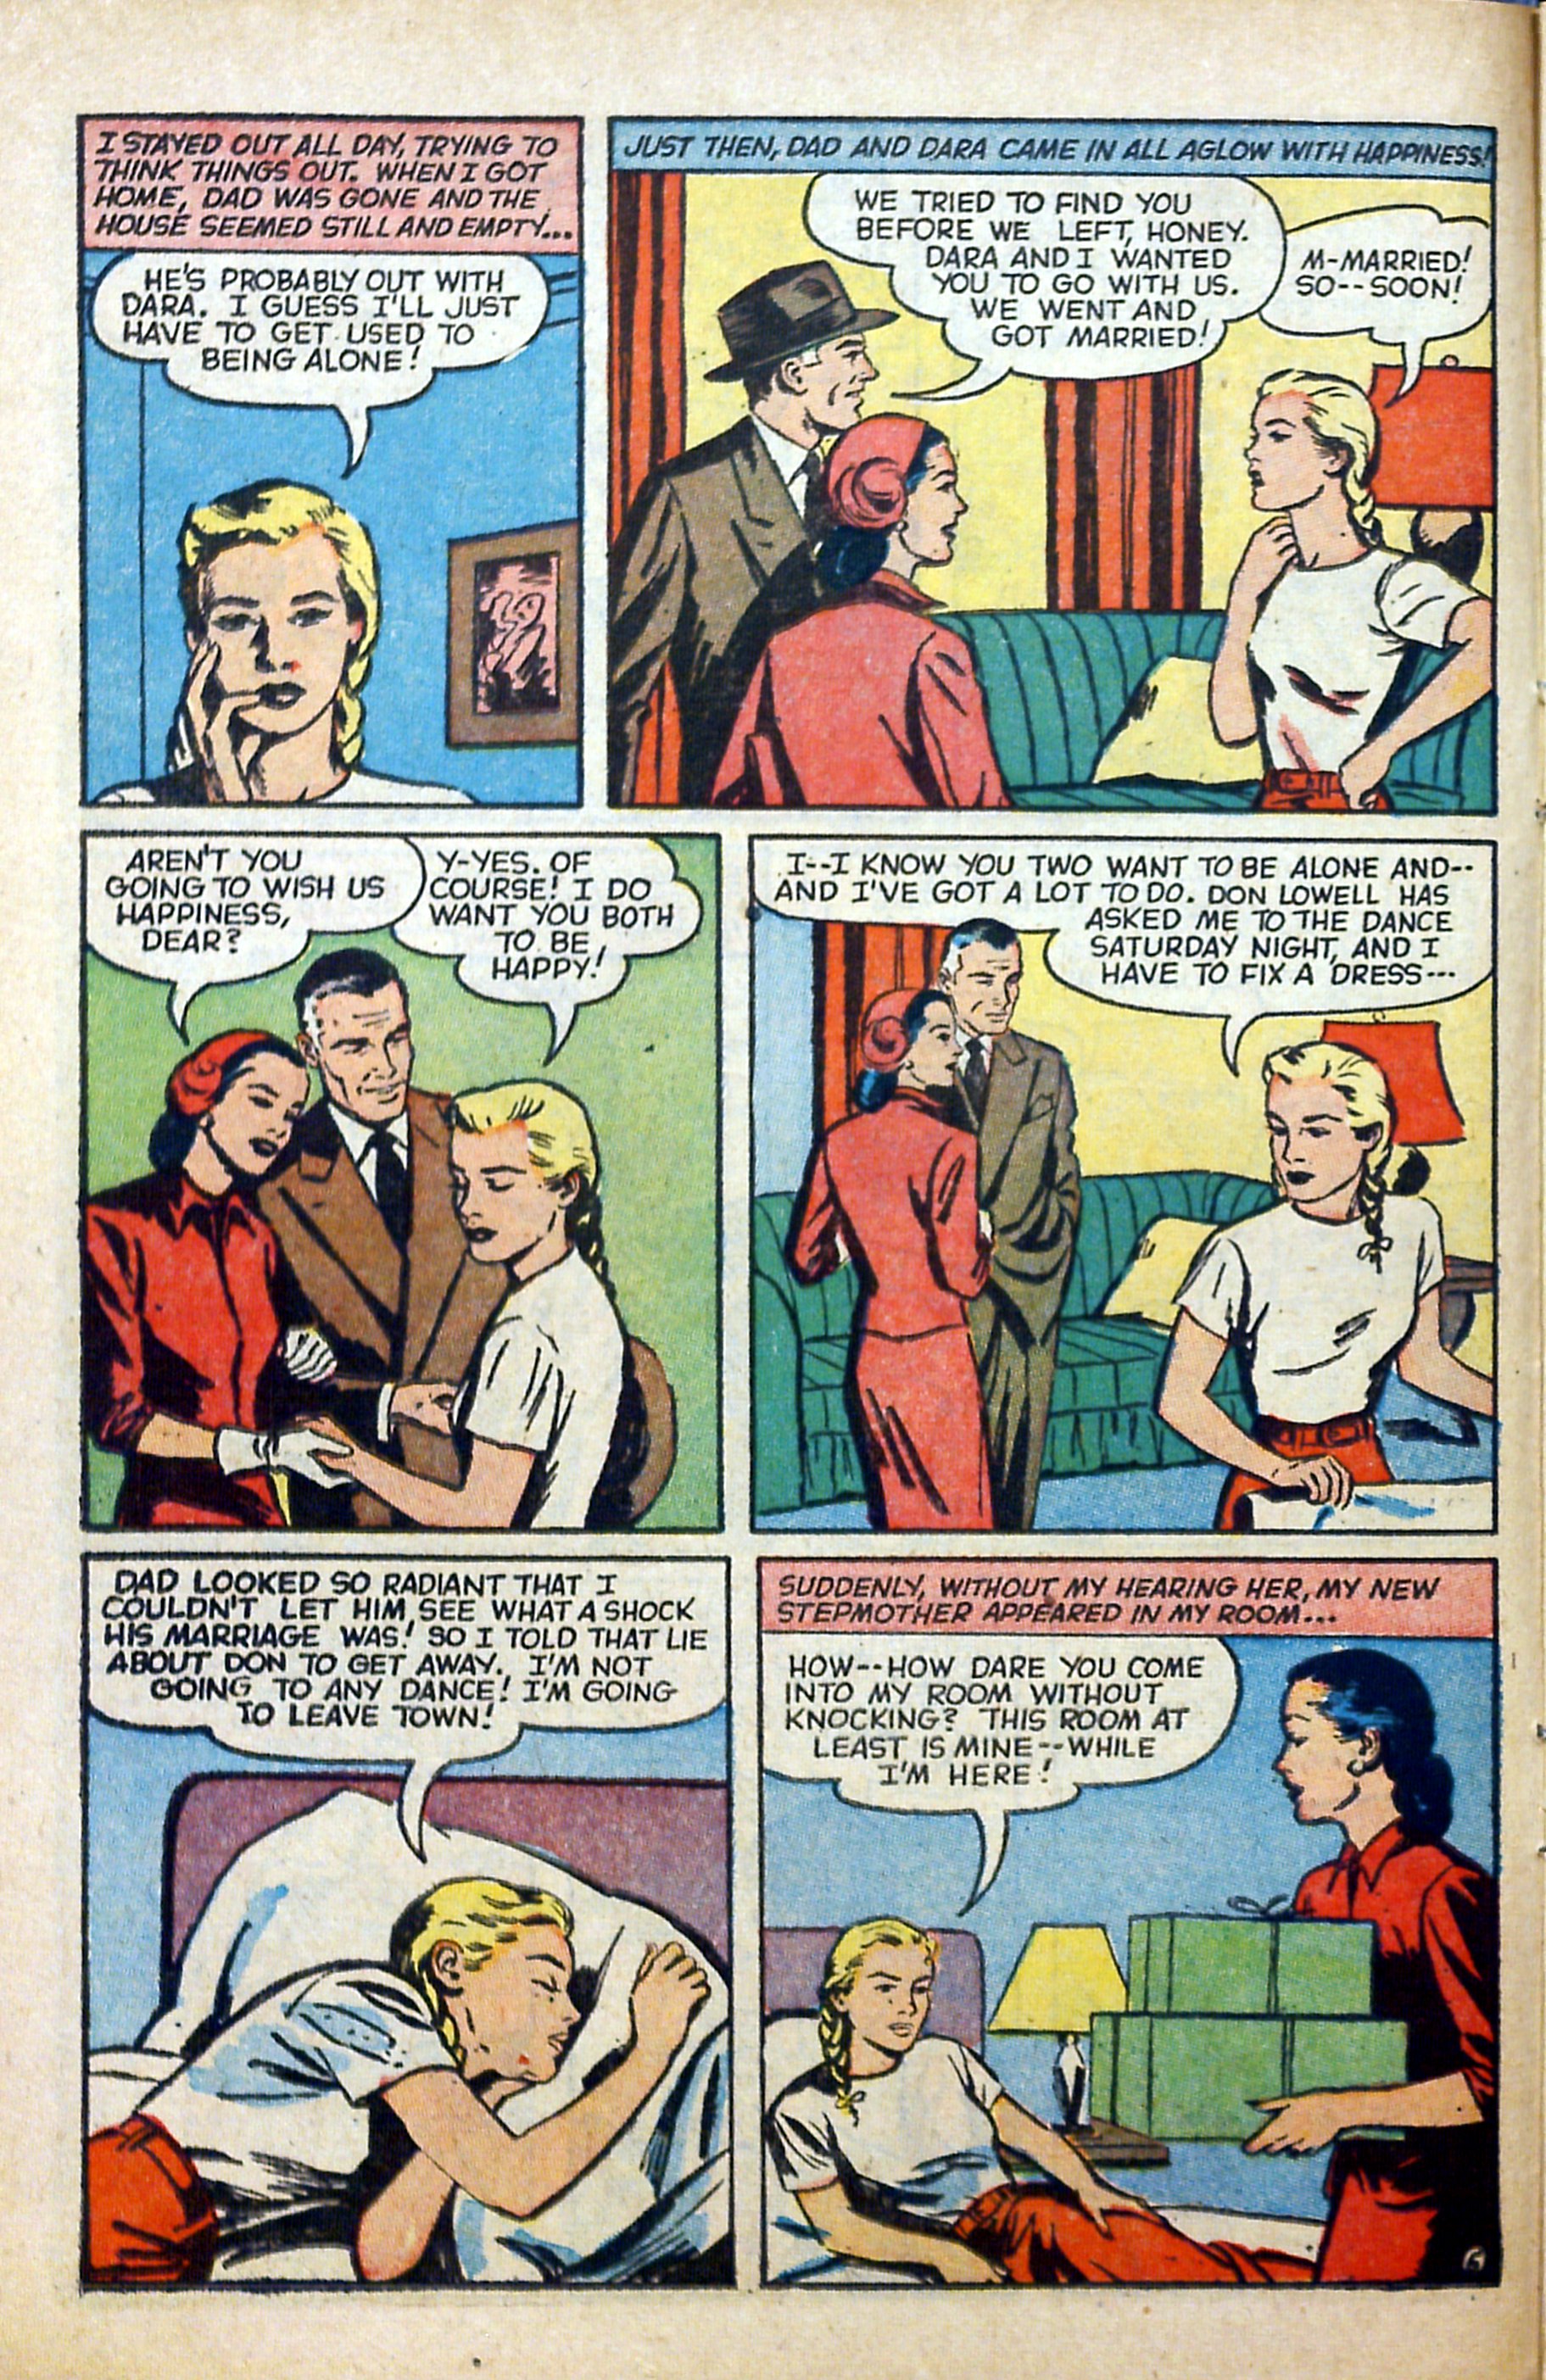 I STAYED OUT ALL DAY, TRYING TO
THINK THINGS OUT. WHEN I GOT
HOME, DAD WAS GONE AND THE
HOUSE SEEMED STILL AND EMPTY...
HE'S PROBABLY OUT WITH
DARA. I GUESS I'LL JUST
HAVE TO GET USED TO
BEING ALONE!
JUST THEN, DAD AND DARA CAME IN ALL AGLOW WITH HAPPINESS!
WE TRIED TO FIND YOU
BEFORE WE LEFT, HONEY.
DARA AND I WANTED
YOU TO GO WITH US.
WE WENT AND
GOT MARRIED!
M-MARRIED!
SO--SOON!
AREN'T YOU
GOING TO WISH US
HAPPINESS,
DEAR?
Y-YES. OF
COURSE! I DO
WANT YOU BOTH
TO BE
HAPPY!
I--I KNOW YOU TWO WANT TO BE ALONE AND--
AND I'VE GOT A LOT TO DO. DON LOWELL HAS
ASKED ME TO THE DANCE
SATURDAY NIGHT, AND I
HAVE TO FIX A DRESS---
DAD LOOKED SO RADIANT THAT I
COULDN'T LET HIM SEE WHAT A SHOCK
HIS MARRIAGE WAS! SO I TOLD THAT LIE
ABOUT DON TO GET AWAY. I'M NOT
GOING TO ANY DANCE! I'M GOING
TO LEAVE TOWN!
SUDDENLY, WITHOUT MY HEARING HER, MY NEW
STEPMOTHER APPEARED IN MY ROOM...
HOW--HOW DARE YOU COME
INTO MY ROOM WITHOUT
KNOCKING? THIS ROOM AT
LEAST IS MINE--WHILE
I'M HERE!